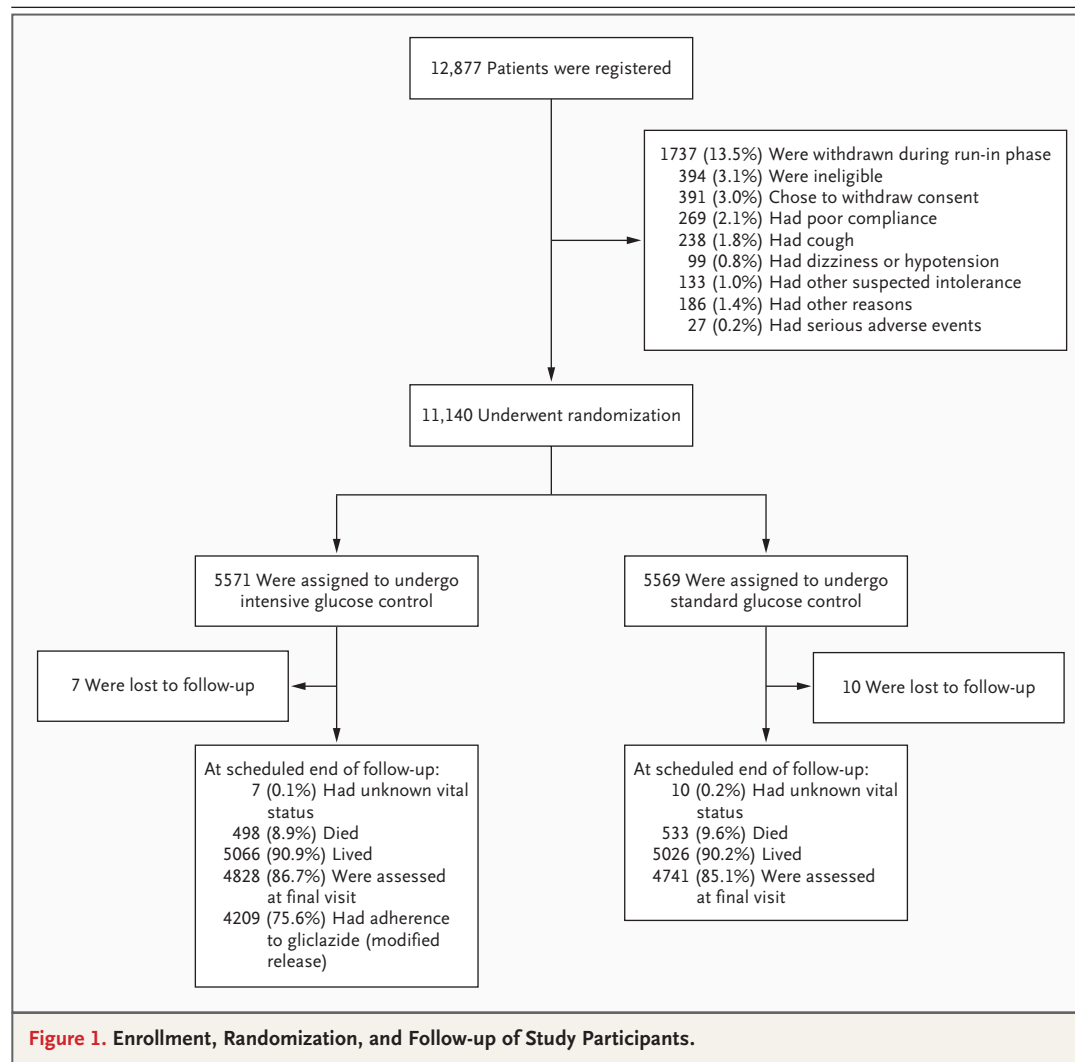 12,877 Patients were registered
1737 (13.5%) Were withdrawn during run-in phase
394 (3.1%) Were ineligible
391 (3.0%) Chose to withdraw consent
269 (2.1%) Had poor compliance
238 (1.8%) Had cough
99 (0.8%) Had dizziness or hypotension
133 (1.0%) Had other suspected intolerance
186 (1.4%) Had other reasons
27 (0.2%) Had serious adverse events
11,140 Underwent randomization
5571 Were assigned to undergo
intensive glucose control
5569 Were assigned to undergo
standard glucose control
7 Were lost to follow-up
10 Were lost to follow-up
At scheduled end of follow-up:
7 (0.1%) Had unknown vital
status
498 (8.9%) Died
5066 (90.9%) Lived
4828 (86.7%) Were assessed
at final visit
4209 (75.6%) Had adherence
to gliclazide (modified
release)
At scheduled end of follow-up:
10 (0.2%) Had unknown vital
status
533 (9.6%) Died
5026 (90.2%) Lived
4741 (85.1%) Were assessed
at final visit
Figure 1. Enrollment, Randomization, and Follow-up of Study Participants.